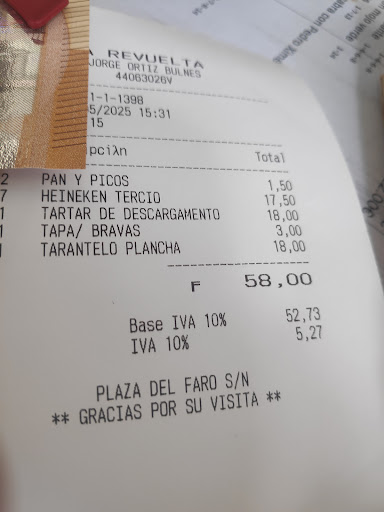 A REVUELTA
JORGE ORTIZ BULNES
44063026V
1-1-1398
5/2025 15:31
15
pciλn Total
2 PAN Y PICOS 1,50
7 HEINEKEN TERCIO 17,50
1 TARTAR DE DESCARGAMENTO 18,00
1 TAPA/ BRAVAS 3,00
1 TARANTELO PLANCHA 18,00
F 58,00
Base IVA 10% 52,73
IVA 10% 5,27
PLAZA DEL FARO S/N
** GRACIAS POR SU VISITA **